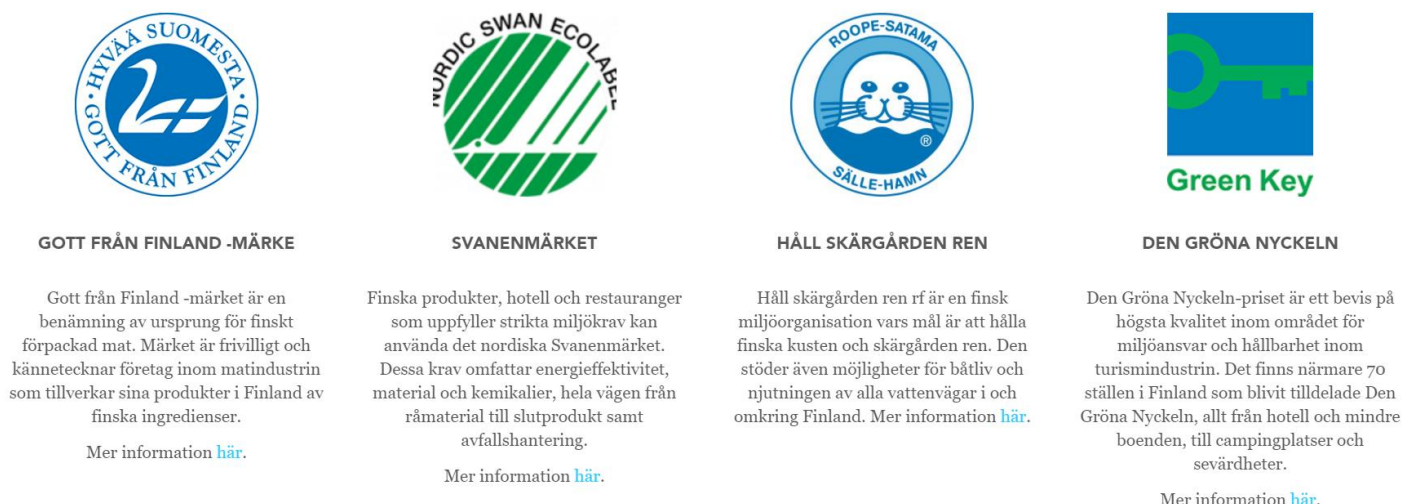 HYVÄÄ SUOMESTA
GOTT FRÅN FINLAND
GOTT FRÅN FINLAND -MÄRKE
Gott från Finland -märket är en
benämning av ursprung för finskt
förpackad mat. Märket är frivilligt och
kännetecknar företag inom matindustrin
som tillverkar sina produkter i Finland av
finska ingredienser.
Mer information här.
NORDIC SWAN ECOLABEL
SVANENMÄRKET
Finska produkter, hotell och restauranger
som uppfyller strikta miljökrav kan
använda det nordiska Svanenmärket.
Dessa krav omfattar energieffektivitet,
material och kemikalier, hela vägen från
råmaterial till slutprodukt samt
avfallshantering.
Mer information här.
ROOPE-SATAMA
®
SÄLLE-HAMN
HÅLL SKÄRGÅRDEN REN
Håll skärgården ren rf är en finsk
miljöorganisation vars mål är att hålla
finska kusten och skärgården ren. Den
stöder även möjligheter för båtliv och
njutningen av alla vattenvägar i och
omkring Finland. Mer information här.
Green Key
DEN GRÖNA NYCKELN
Den Gröna Nyckeln-priset är ett bevis på
högsta kvalitet inom området för
miljöansvar och hållbarhet inom
turismindustrin. Det finns närmare 70
ställen i Finland som blivit tilldelade Den
Gröna Nyckeln, allt från hotell och mindre
boenden, till campingplatser och
sevärdheter.
Mer information här.